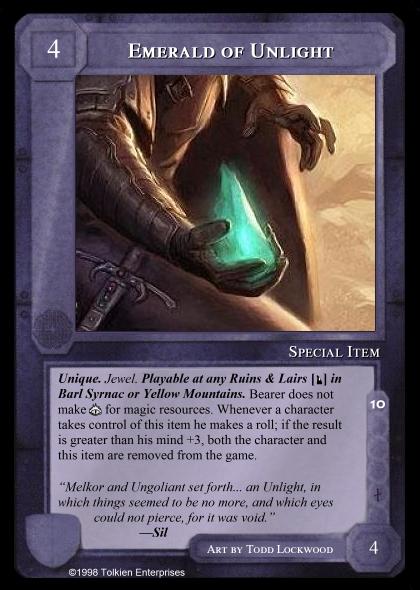 4
Emerald of Unlight
Special Item
Unique. Jewel. Playable at any Ruins & Lairs [] in
Barl Syrnac or Yellow Mountains. Bearer does not
make for magic resources. Whenever a character
takes control of this item he makes a roll; if the result
is greater than his mind +3, both the character and
this item are removed from the game.
10
“Melkor and Ungoliant set forth... an Unlight, in
which things seemed to be no more, and which eyes
could not pierce, for it was void.”
—Sil
Art by Todd Lockwood
4
©1998 Tolkien Enterprises